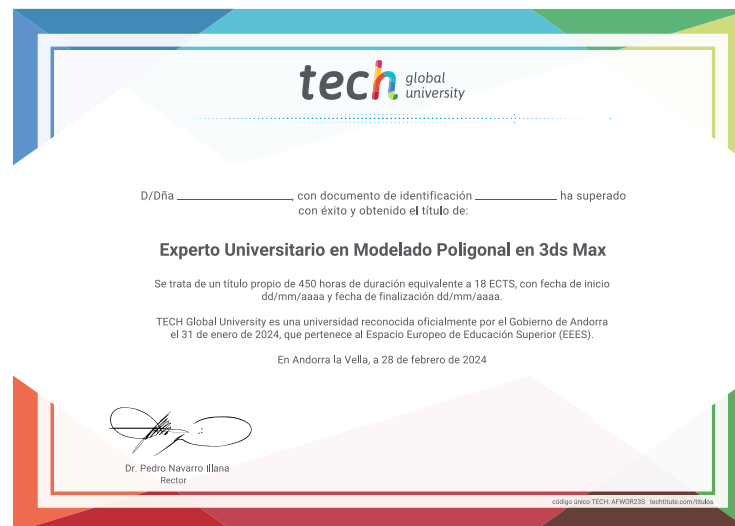 tech global university
D/Dña ____________, con documento de identificación ____________ ha superado
con éxito y obtenido el título de:
Experto Universitario en Modelado Poligonal en 3ds Max
Se trata de un título propio de 450 horas de duración equivalente a 18 ECTS, con fecha de inicio
dd/mm/aaaa y fecha de finalización dd/mm/aaaa.
TECH Global University es una universidad reconocida oficialmente por el Gobierno de Andorra
el 31 de enero de 2024, que pertenece al Espacio Europeo de Educación Superior (EEES).
En Andorra la Vella, a 28 de febrero de 2024
Dr. Pedro Navarro Illana
Rector
código único TECH: AFWOR23S techtitute.com/titulos